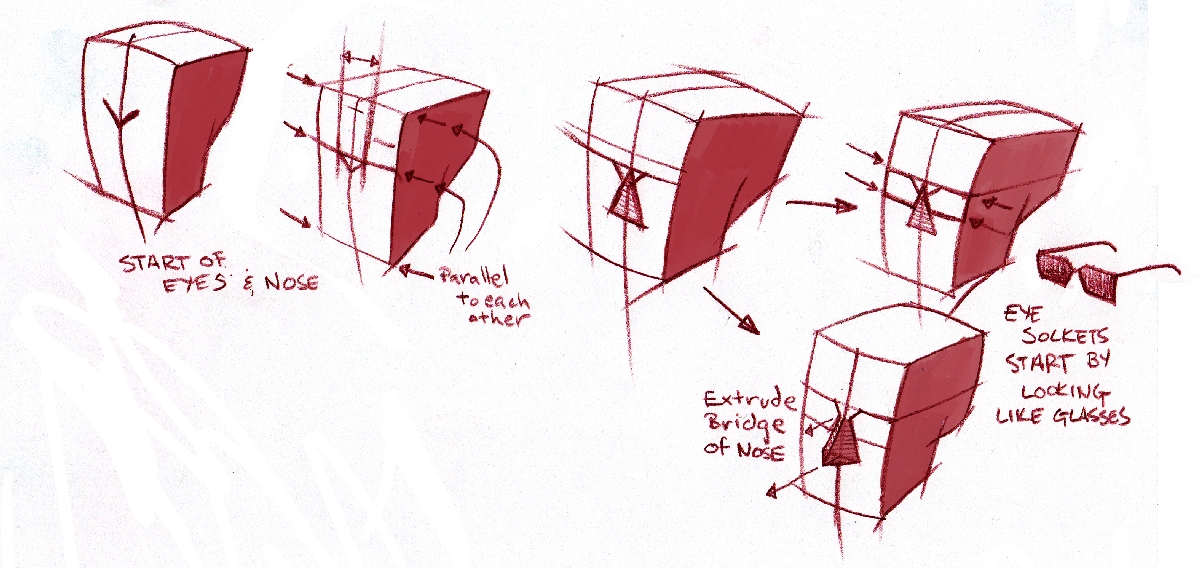 START OF
EYES & NOSE
Parallel
to each
other
Extrude
Bridge
of NOSE
EYE
SOCKETS
START BY
LOOKING
LIKE GLASSES